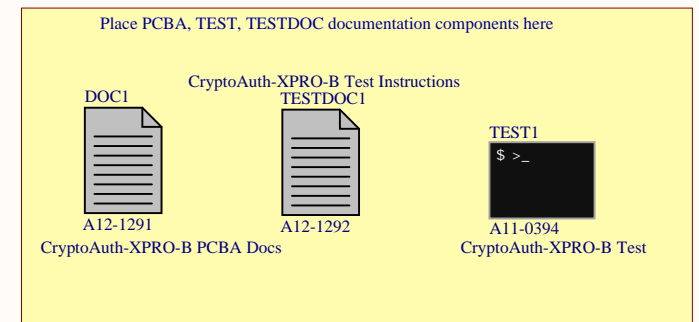 Place PCBA, TEST, TESTDOC documentation components here
CryptoAuth-XPRO-B Test Instructions
DOC1
TESTDOC1
TEST1
$ >_
A12-1291
A12-1292
A11-0394
CryptoAuth-XPRO-B PCBA Docs
CryptoAuth-XPRO-B Test